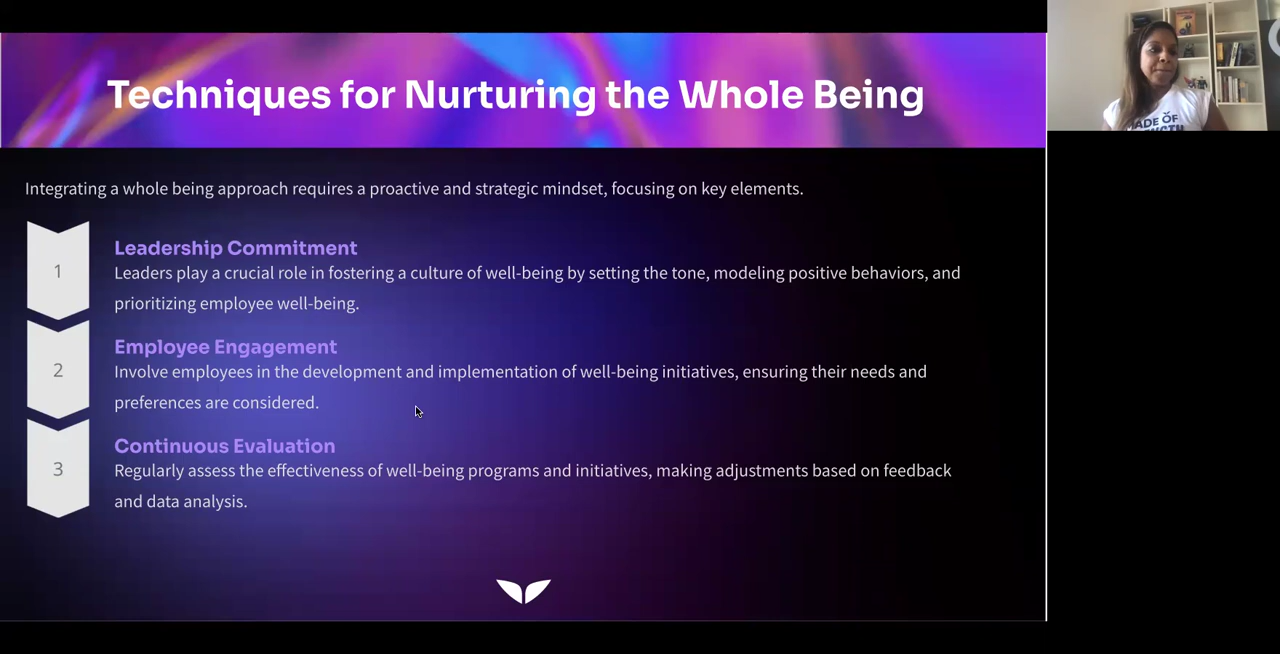 Techniques for Nurturing the Whole Being
Integrating a whole being approach requires a proactive and strategic mindset, focusing on key elements.
1
Leadership Commitment
Leaders play a crucial role in fostering a culture of well-being by setting the tone, modeling positive behaviors, and
prioritizing employee well-being.
2
Employee Engagement
Involve employees in the development and implementation of well-being initiatives, ensuring their needs and
preferences are considered.
3
Continuous Evaluation
Regularly assess the effectiveness of well-being programs and initiatives, making adjustments based on feedback
and data analysis.
MADE OF